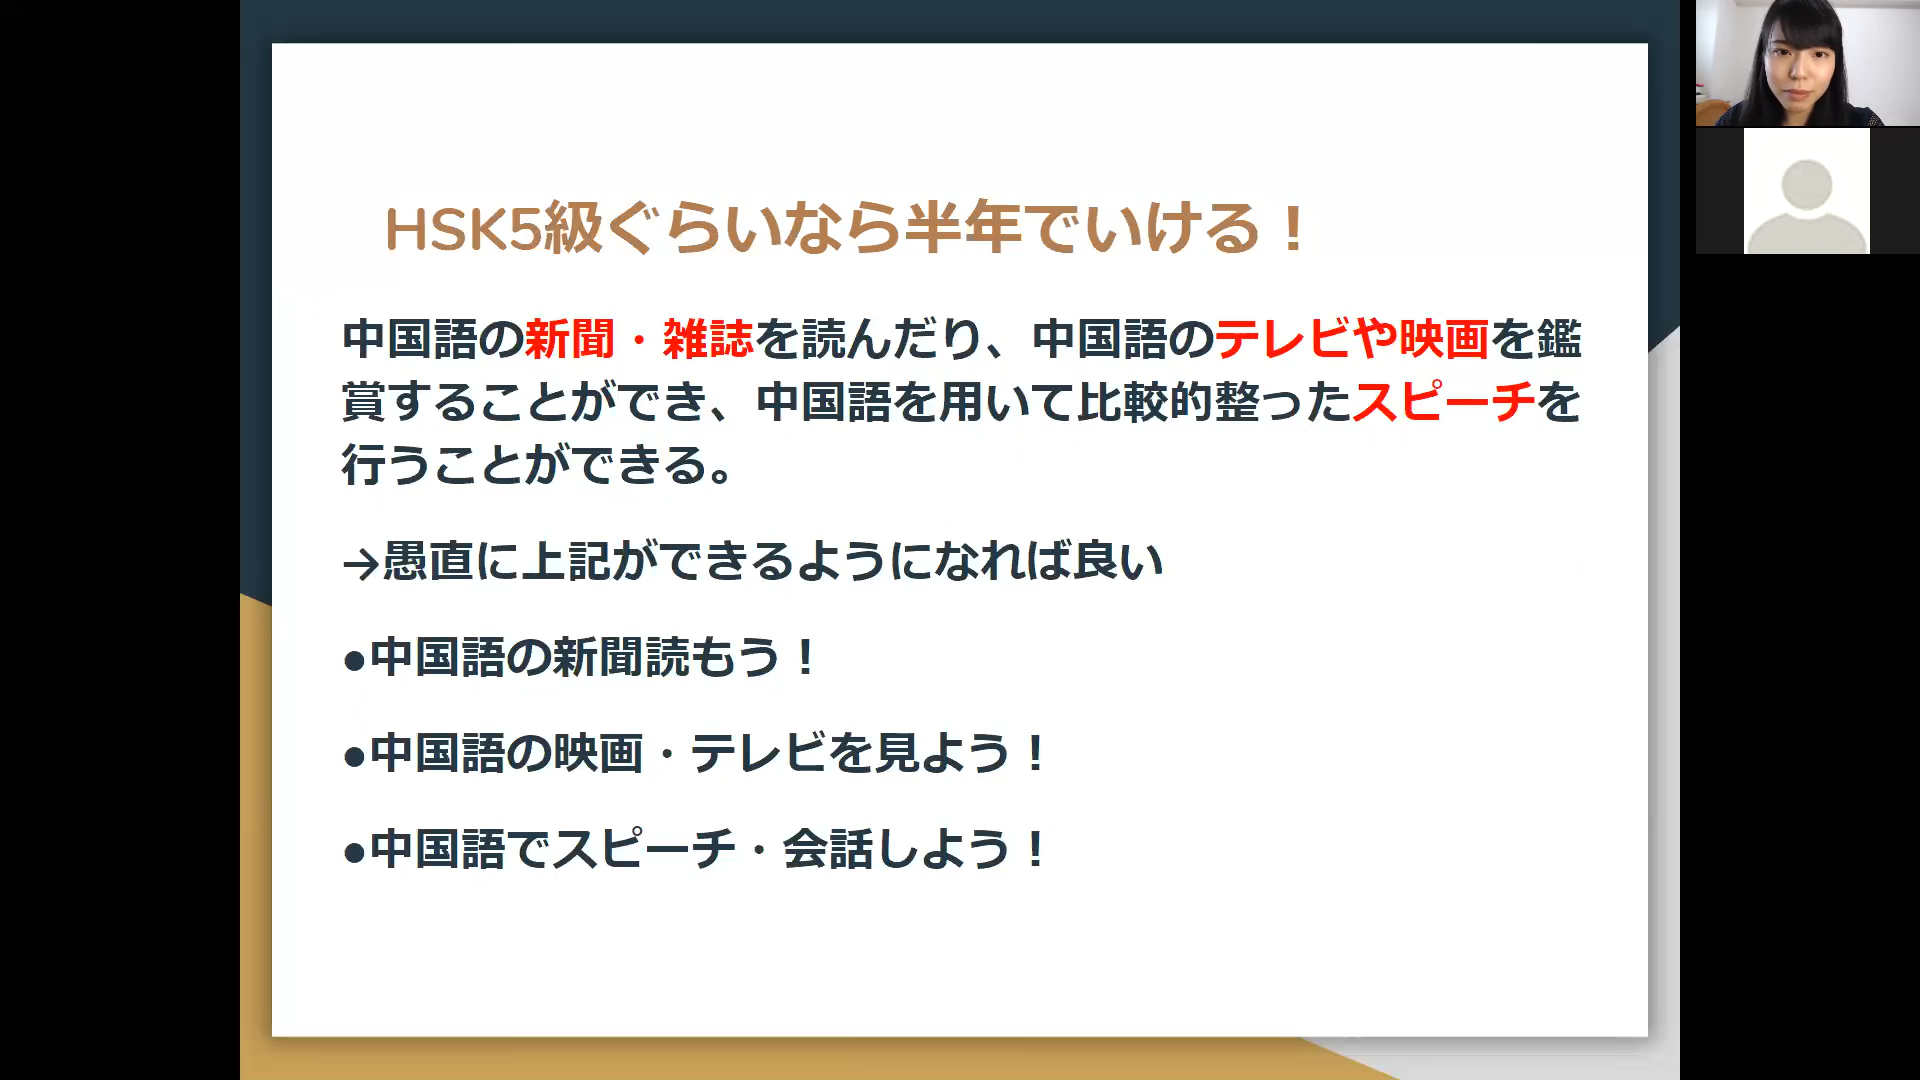 HSK5級ぐらいなら半年でいける！
中国語の新聞・雑誌を読んだり、中国語のテレビや映画を鑑
賞することができ、中国語を用いて比較的整ったスピーチを
行うことができる。
→愚直に上記ができるようになれば良い
●中国語の新聞読もう！
●中国語の映画・テレビを見よう！
●中国語でスピーチ・会話しよう！